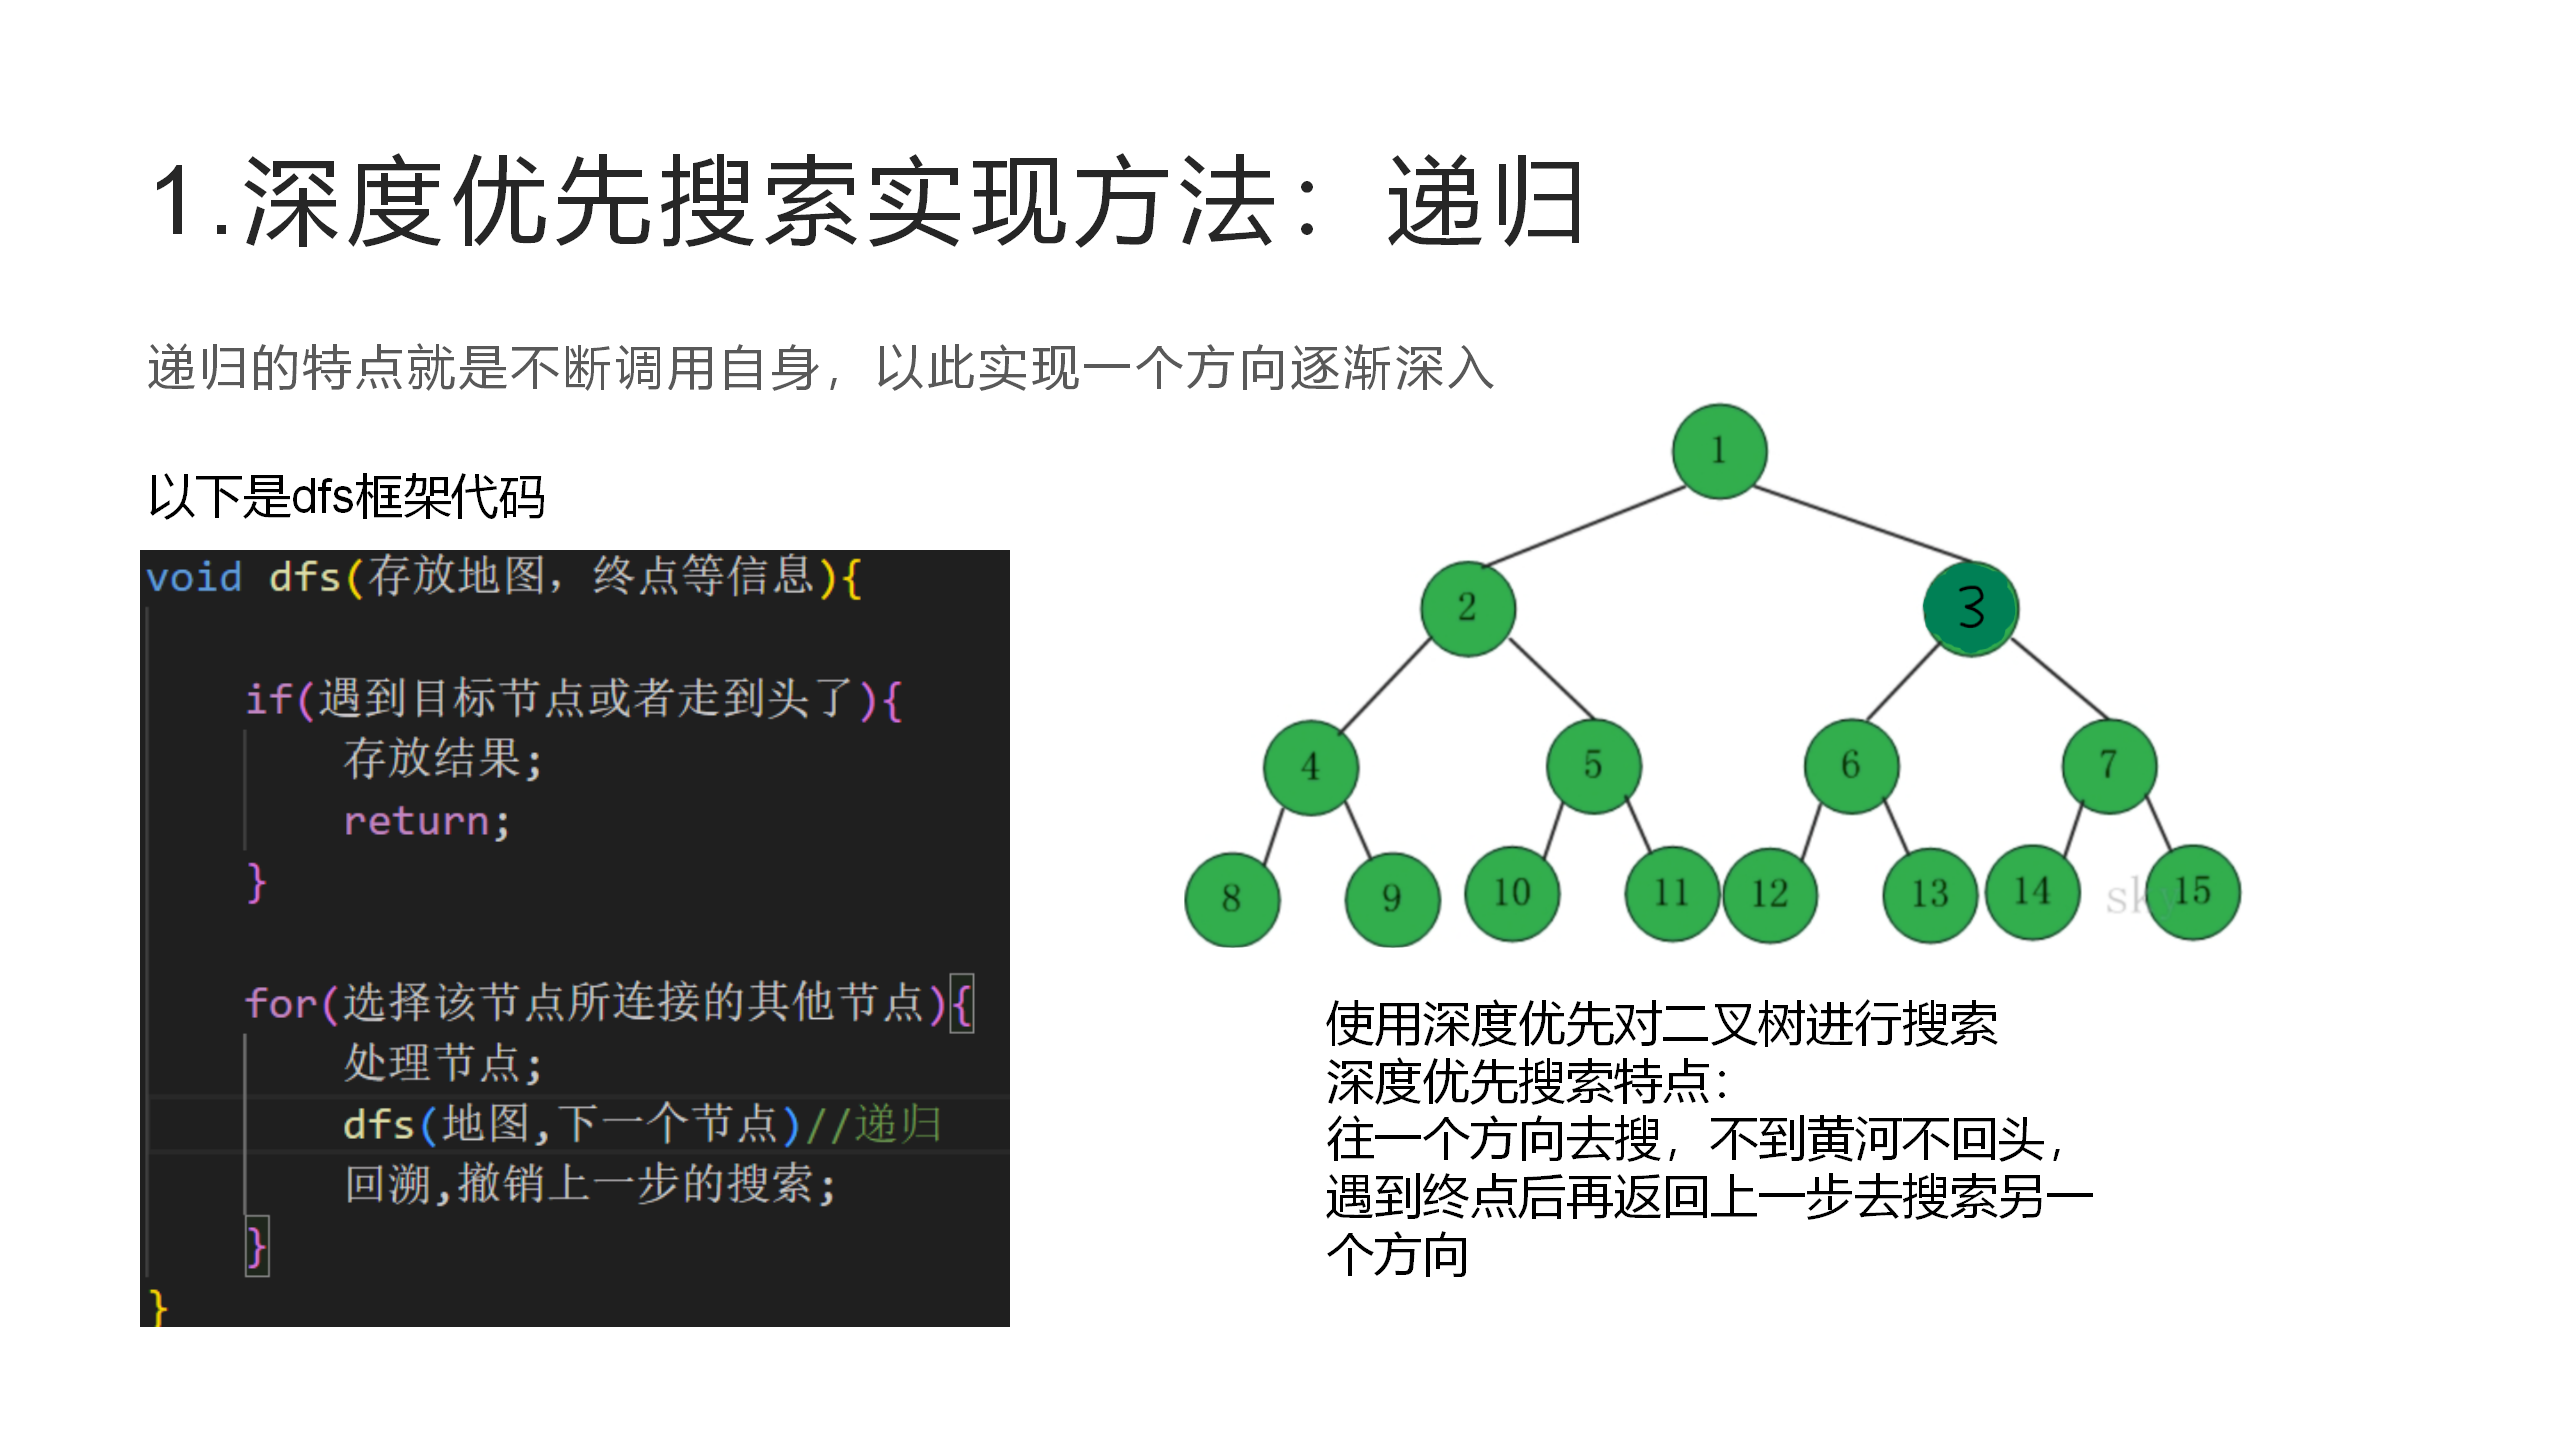 1.深度优先搜索实现方法：递归
递归的特点就是不断调用自身，以此实现一个方向逐渐深入
以下是dfs框架代码
void dfs(存放地图，终点等信息){
if(遇到目标节点或者走到头了){
存放结果;
return;
}
for(选择该节点所连接的其他节点){
处理节点;
dfs(地图,下一个节点)//递归
回溯,撤销上一步的搜索;
}
}
1
2
3
4
5
6
7
8
9
10
11
12
13
14
sk
15
使用深度优先对二叉树进行搜索
深度优先搜索特点：
往一个方向去搜，不到黄河不回头，
遇到终点后再返回上一步去搜索另一
个方向